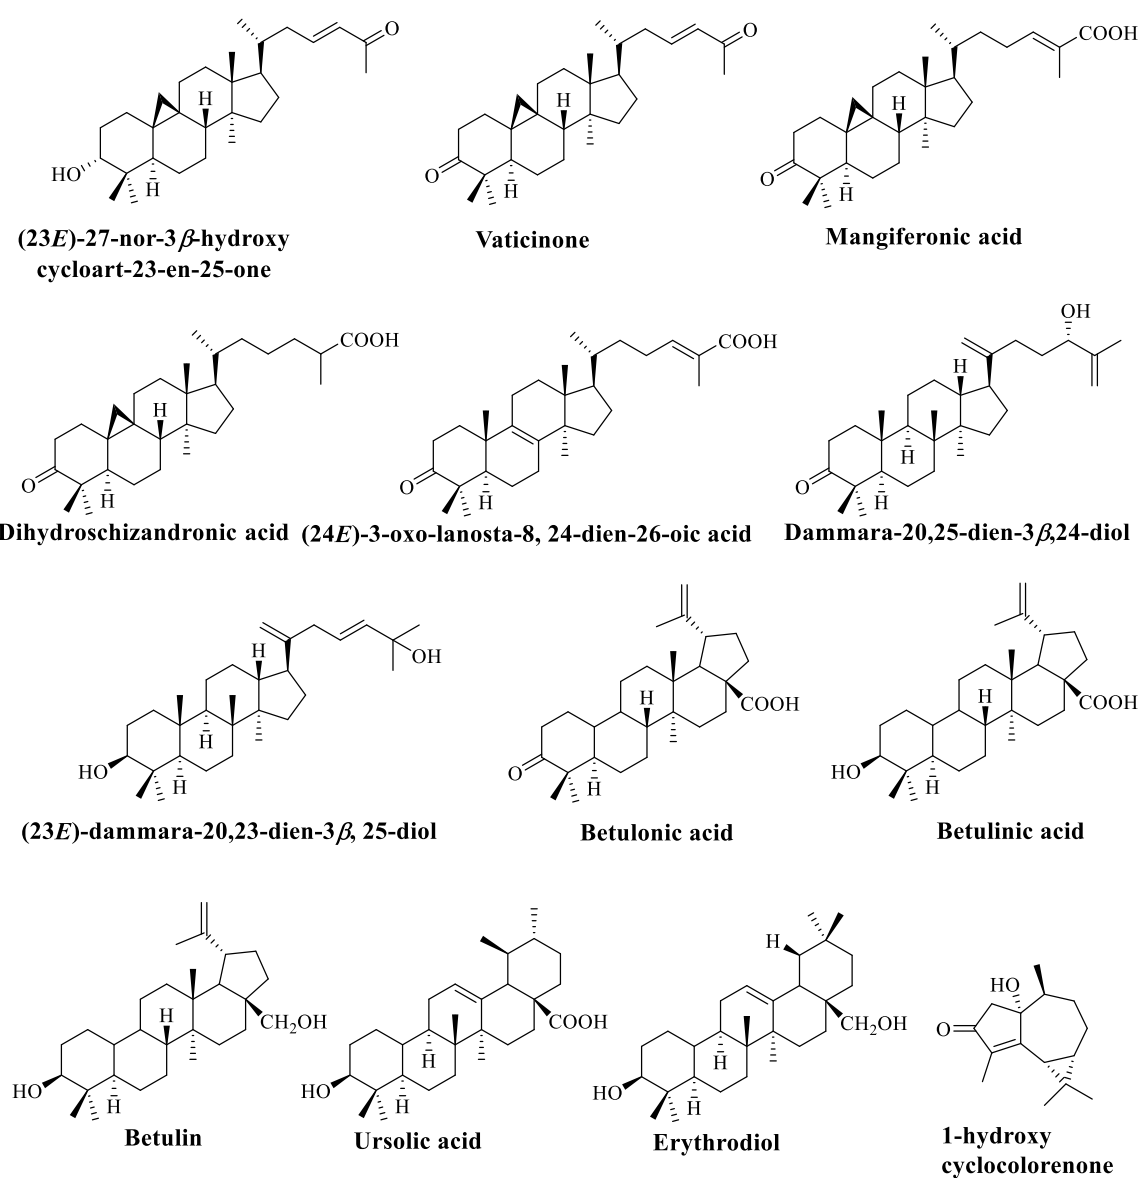 O
H
HO
H
(23E)-27-nor-3β-hydroxy
cycloart-23-en-25-one
O
H
O
H
Vaticinone
COOH
H
O
H
Mangiferonic acid
COOH
H
O
H
Dihydroschizandronic acid
COOH
O
H
(24E)-3-oxo-lanosta-8, 24-dien-26-oic acid
OH
H
H
O
H
Dammara-20,25-dien-3β,24-diol
H
OH
H
HO
H
(23E)-dammara-20,23-dien-3β, 25-diol
H
COOH
O
H
Betulonic acid
H
COOH
HO
H
Betulinic acid
H
CH₂OH
HO
H
Betulin
COOH
H
HO
H
Ursolic acid
H
CH₂OH
H
HO
H
Erythrodiol
HO
O
1-hydroxy
cyclocolorenone